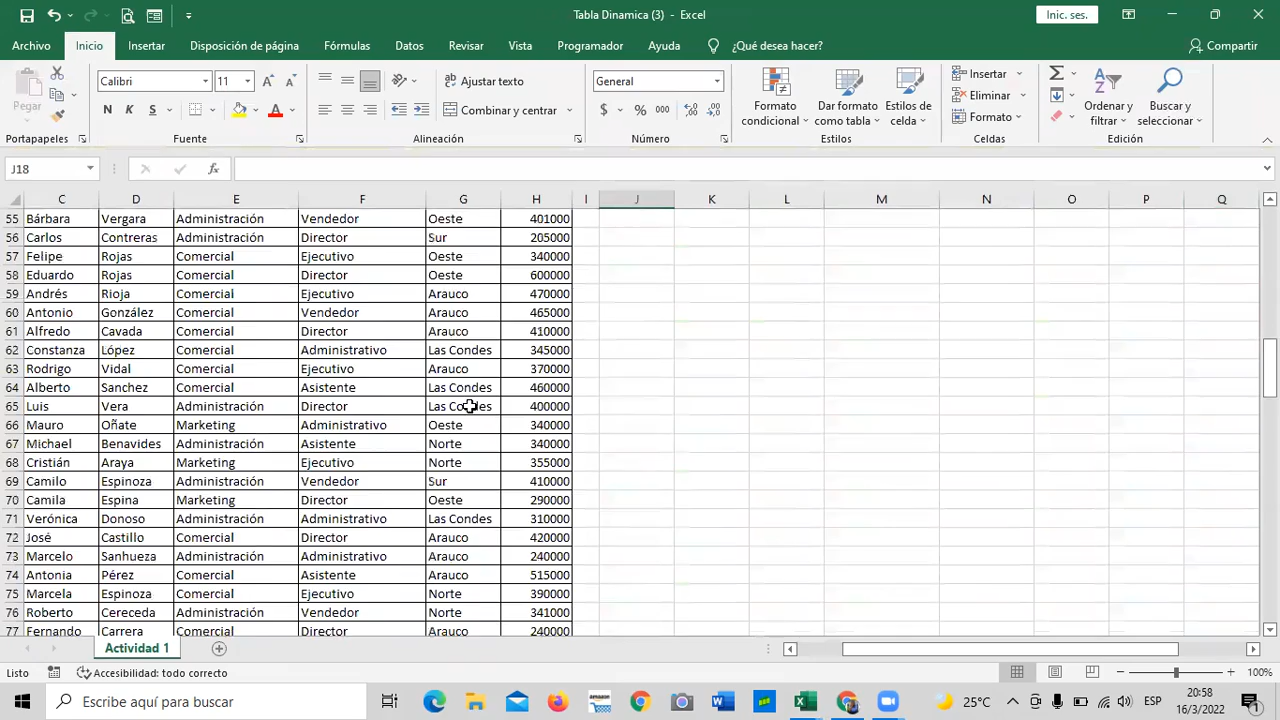 Tabla Dinamica (3) - Excel
Inic. ses.
Archivo Inicio Insertar Disposición de página Fórmulas Datos Revisar Vista Programador Ayuda ¿Qué desea hacer? Compartir
Pegar
Calibri 11
N K S
Ajustar texto
Combinar y centrar
General
$ % 000
Formato condicional
Dar formato como tabla
Estilos de celda
Insertar
Eliminar
Formato
Ordenar y filtrar
Buscar y seleccionar
Portapapeles Fuente Alineación Número Estilos Celdas Edición
J18 fx
C D E F G H I J K L M N O P Q
55 Bárbara Vergara Administración Vendedor Oeste 401000
56 Carlos Contreras Administración Director Sur 205000
57 Felipe Rojas Comercial Ejecutivo Oeste 340000
58 Eduardo Rojas Comercial Director Oeste 600000
59 Andrés Rioja Comercial Ejecutivo Arauco 470000
60 Antonio González Comercial Vendedor Arauco 465000
61 Alfredo Cavada Comercial Director Arauco 410000
62 Constanza López Comercial Administrativo Las Condes 345000
63 Rodrigo Vidal Comercial Ejecutivo Arauco 370000
64 Alberto Sanchez Comercial Asistente Las Condes 460000
65 Luis Vera Administración Director Las Condes 400000
66 Mauro Oñate Marketing Administrativo Oeste 340000
67 Michael Benavides Administración Asistente Norte 340000
68 Cristián Araya Marketing Ejecutivo Norte 355000
69 Camilo Espinoza Administración Vendedor Sur 410000
70 Camila Espina Marketing Director Oeste 290000
71 Verónica Donoso Administración Administrativo Las Condes 310000
72 José Castillo Comercial Director Arauco 420000
73 Marcelo Sanhueza Administración Administrativo Arauco 240000
74 Antonia Pérez Comercial Asistente Arauco 515000
75 Marcela Espinoza Comercial Ejecutivo Norte 390000
76 Roberto Cereceda Administración Vendedor Norte 341000
77 Fernando Carrera Comercial Director Arauco 240000
Actividad 1
Listo Accesibilidad: todo correcto 100%
Escribe aquí para buscar
25°C ESP 20:58
16/3/2022